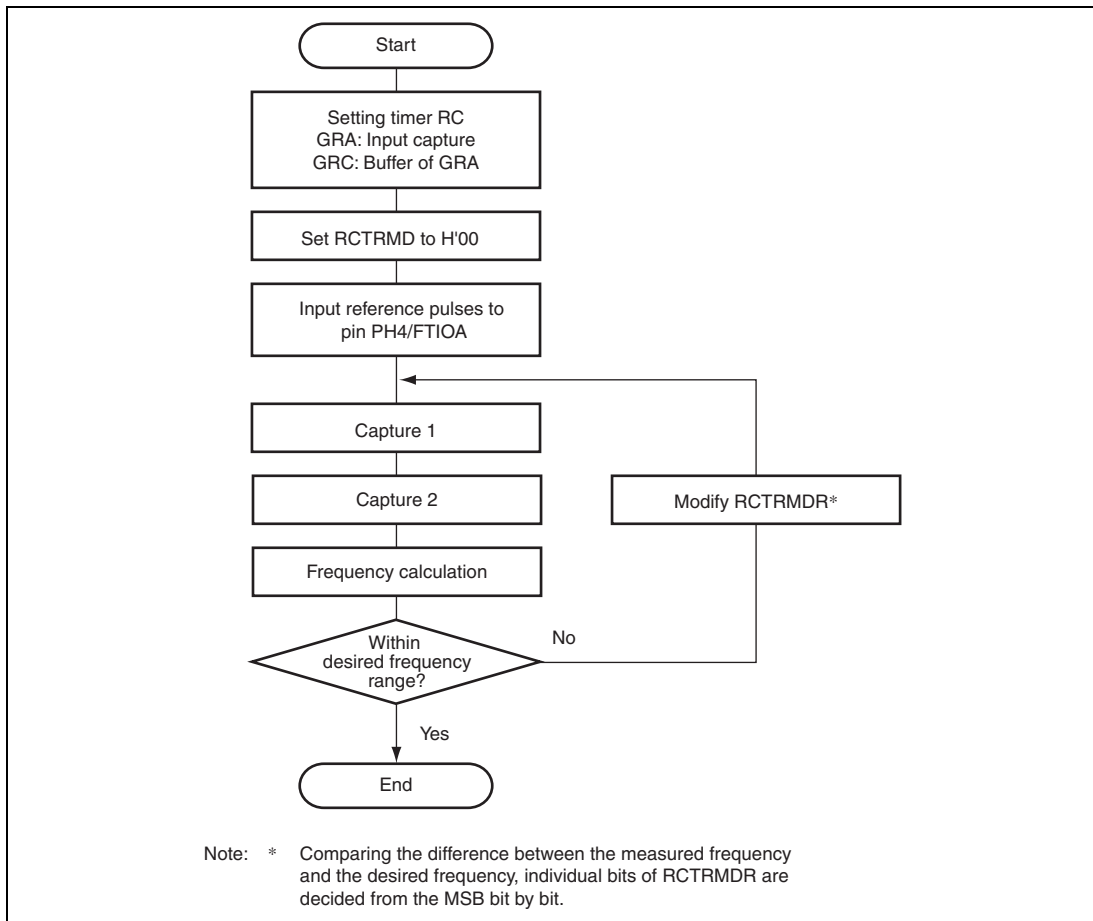 Start
Setting timer RC
GRA: Input capture
GRC: Buffer of GRA
Set RCTRMD to H'00
Input reference pulses to
pin PH4/FTIOA
Capture 1
Capture 2
Modify RCTRMDR*
Frequency calculation
Within
desired frequency
range?
No
Yes
End
Note: * Comparing the difference between the measured frequency
and the desired frequency, individual bits of RCTRMDR are
decided from the MSB bit by bit.